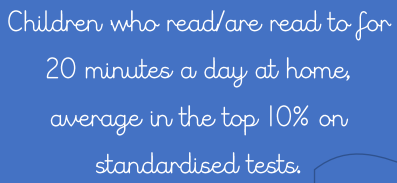 Children who read/are read to for
20 minutes a day at home,
average in the top 10% on
standardised tests.